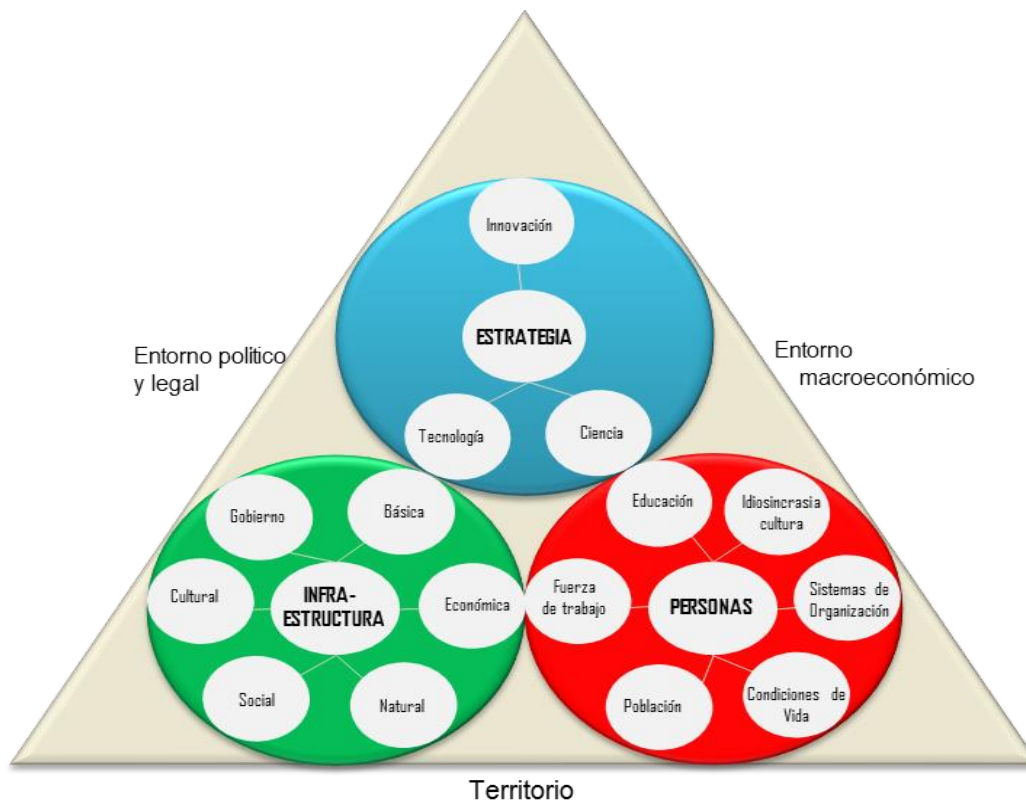 Innovación
ESTRATEGIA
Tecnología
Ciencia
Entorno político
y legal
Entorno
macroeconómico
Gobierno
Básica
Cultural
INFRA-
ESTRUCTURA
Económica
Social
Natural
Educación
Idiosincrasia
cultura
Fuerza
de trabajo
PERSONAS
Sistemas de
Organización
Población
Condiciones de
Vida
Territorio